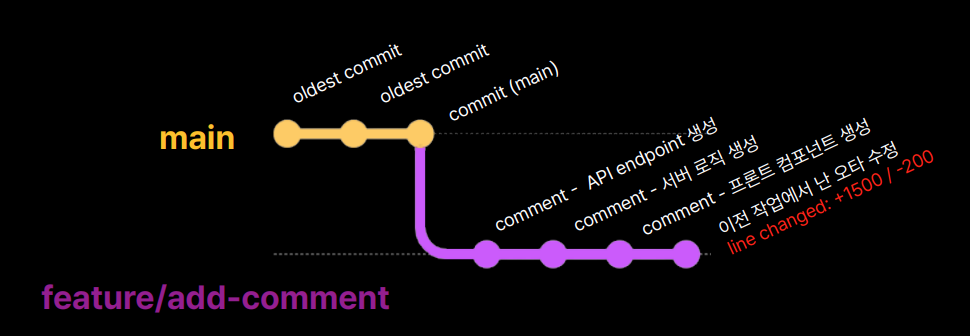 oldest commit
oldest commit
commit (main)
main
comment -  API endpoint 생성
comment - 서버 로직 생성
comment - 프론트 컴포넌트 생성
이전 작업에서 난 오타 수정
line changed: +1500 / -200
feature/add-comment